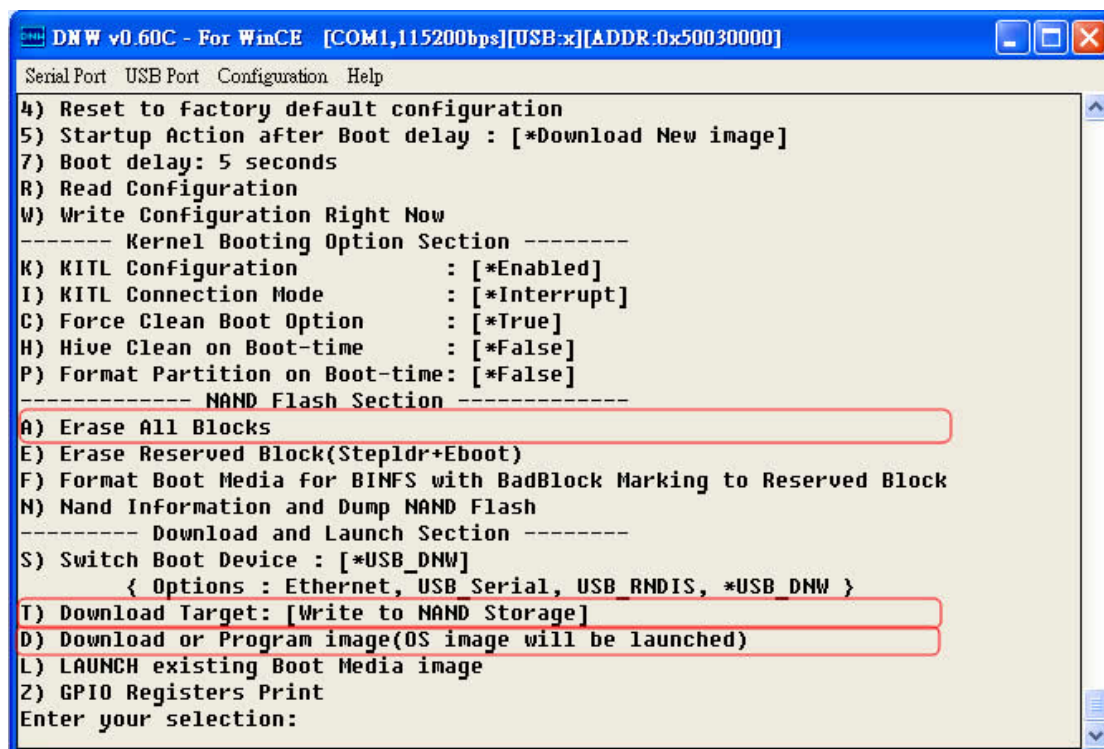 DNW v0.60C - For WinCE [COM1,115200bps][USB:x][ADDR:0x50030000]
Serial Port USB Port Configuration Help
4) Reset to factory default configuration
5) Startup Action after Boot delay : [*Download New image]
7) Boot delay: 5 seconds
R) Read Configuration
W) Write Configuration Right Now
------- Kernel Booting Option Section --------
K) KITL Configuration : [*Enabled]
I) KITL Connection Mode : [*Interrupt]
C) Force Clean Boot Option : [*True]
H) Hive Clean on Boot-time : [*False]
P) Format Partition on Boot-time: [*False]
------------- NAND Flash Section -------------
A) Erase All Blocks
E) Erase Reserved Block(Stepldr+Eboot)
F) Format Boot Media for BINFS with BadBlock Marking to Reserved Block
N) Nand Information and Dump NAND Flash
--------- Download and Launch Section --------
S) Switch Boot Device : [*USB_DNW]
{ Options : Ethernet, USB_Serial, USB_RNDIS, *USB_DNW }
T) Download Target: [Write to NAND Storage]
D) Download or Program image(OS image will be launched)
L) LAUNCH existing Boot Media image
Z) GPIO Registers Print
Enter your selection: